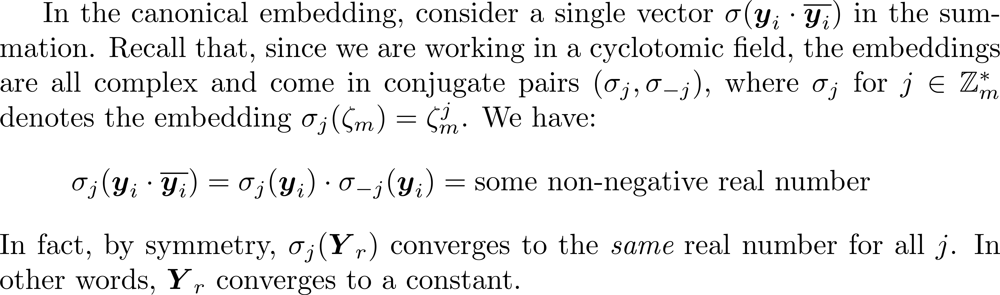 In the canonical embedding, consider a single vector $\sigma(\boldsymbol{y}_i \cdot \overline{\boldsymbol{y}_i})$ in the sum-
mation. Recall that, since we are working in a cyclotomic field, the embeddings
are all complex and come in conjugate pairs $(\sigma_j, \sigma_{-j})$, where $\sigma_j$ for $j \in \mathbb{Z}_m^*$
denotes the embedding $\sigma_j(\zeta_m) = \zeta_m^j$. We have:
$\sigma_j(\boldsymbol{y}_i \cdot \overline{\boldsymbol{y}_i}) = \sigma_j(\boldsymbol{y}_i) \cdot \sigma_{-j}(\boldsymbol{y}_i) = \text{some non-negative real number}$
In fact, by symmetry, $\sigma_j(\boldsymbol{Y}_r)$ converges to the same real number for all $j$. In
other words, $\boldsymbol{Y}_r$ converges to a constant.